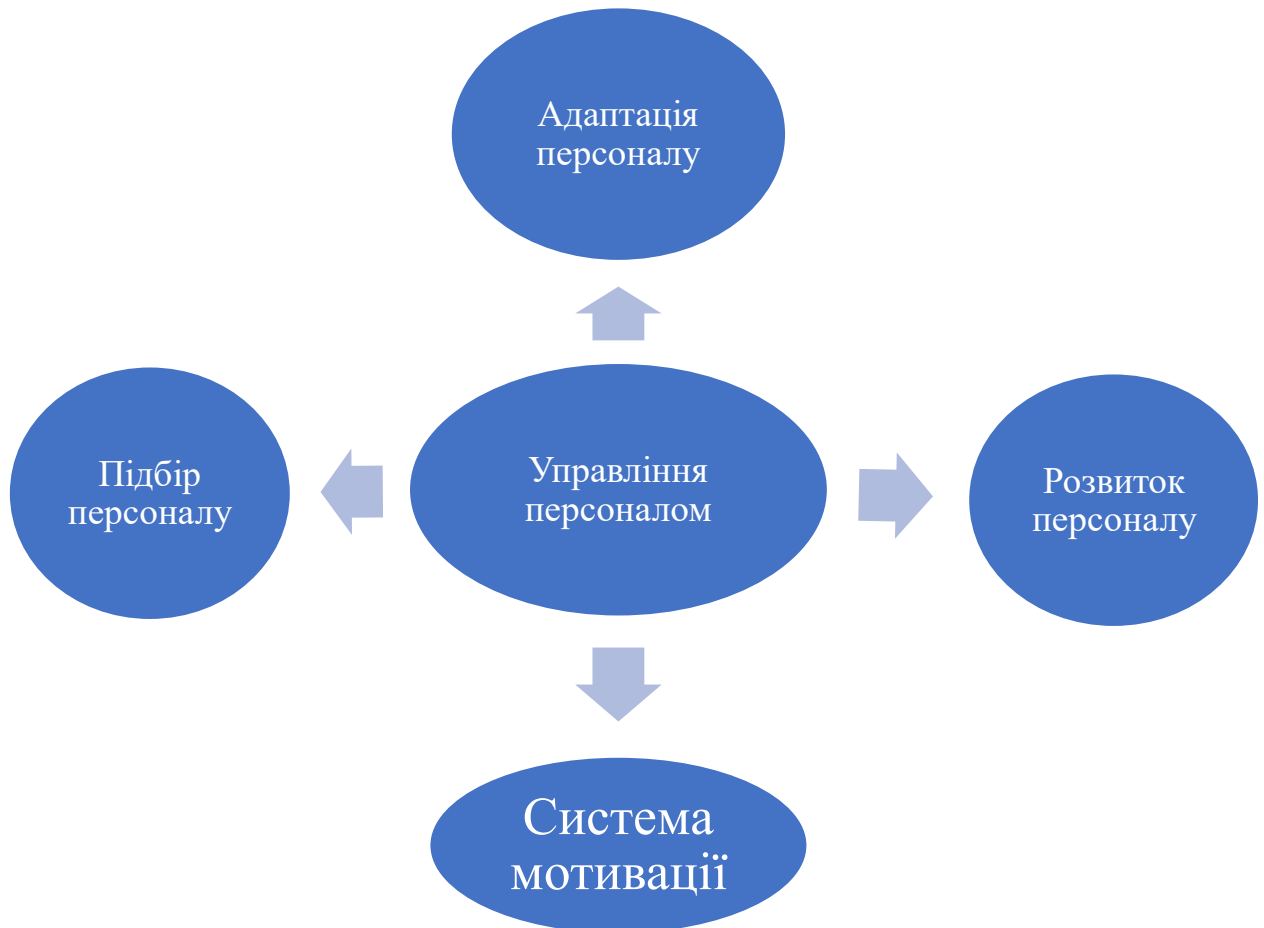 Адаптація
персоналу
Підбір
персоналу
Управління
персоналом
Розвиток
персоналу
Система
мотивації